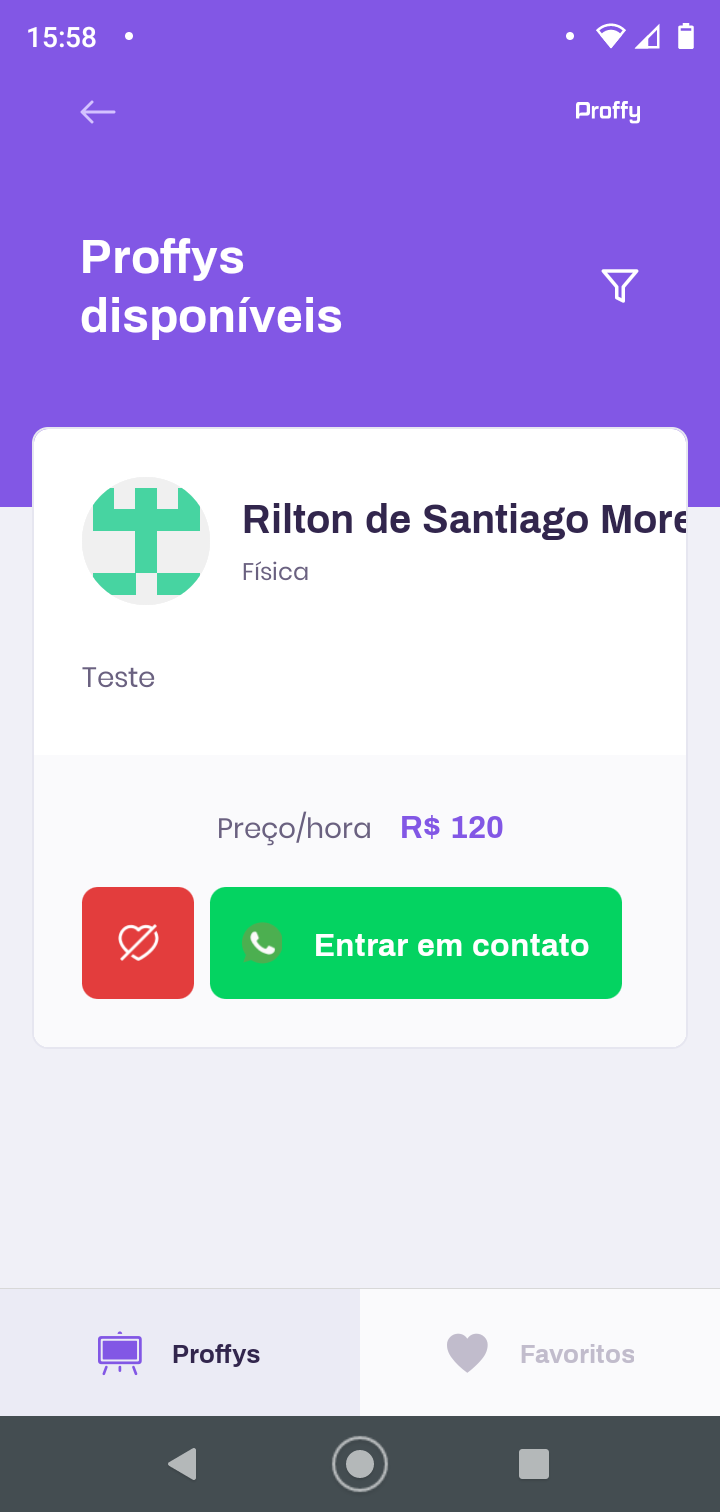 15:58
Proffy
Proffys
disponíveis
Rilton de Santiago More
Física
Teste
Preço/hora R$ 120
Entrar em contato
Proffys
Favoritos